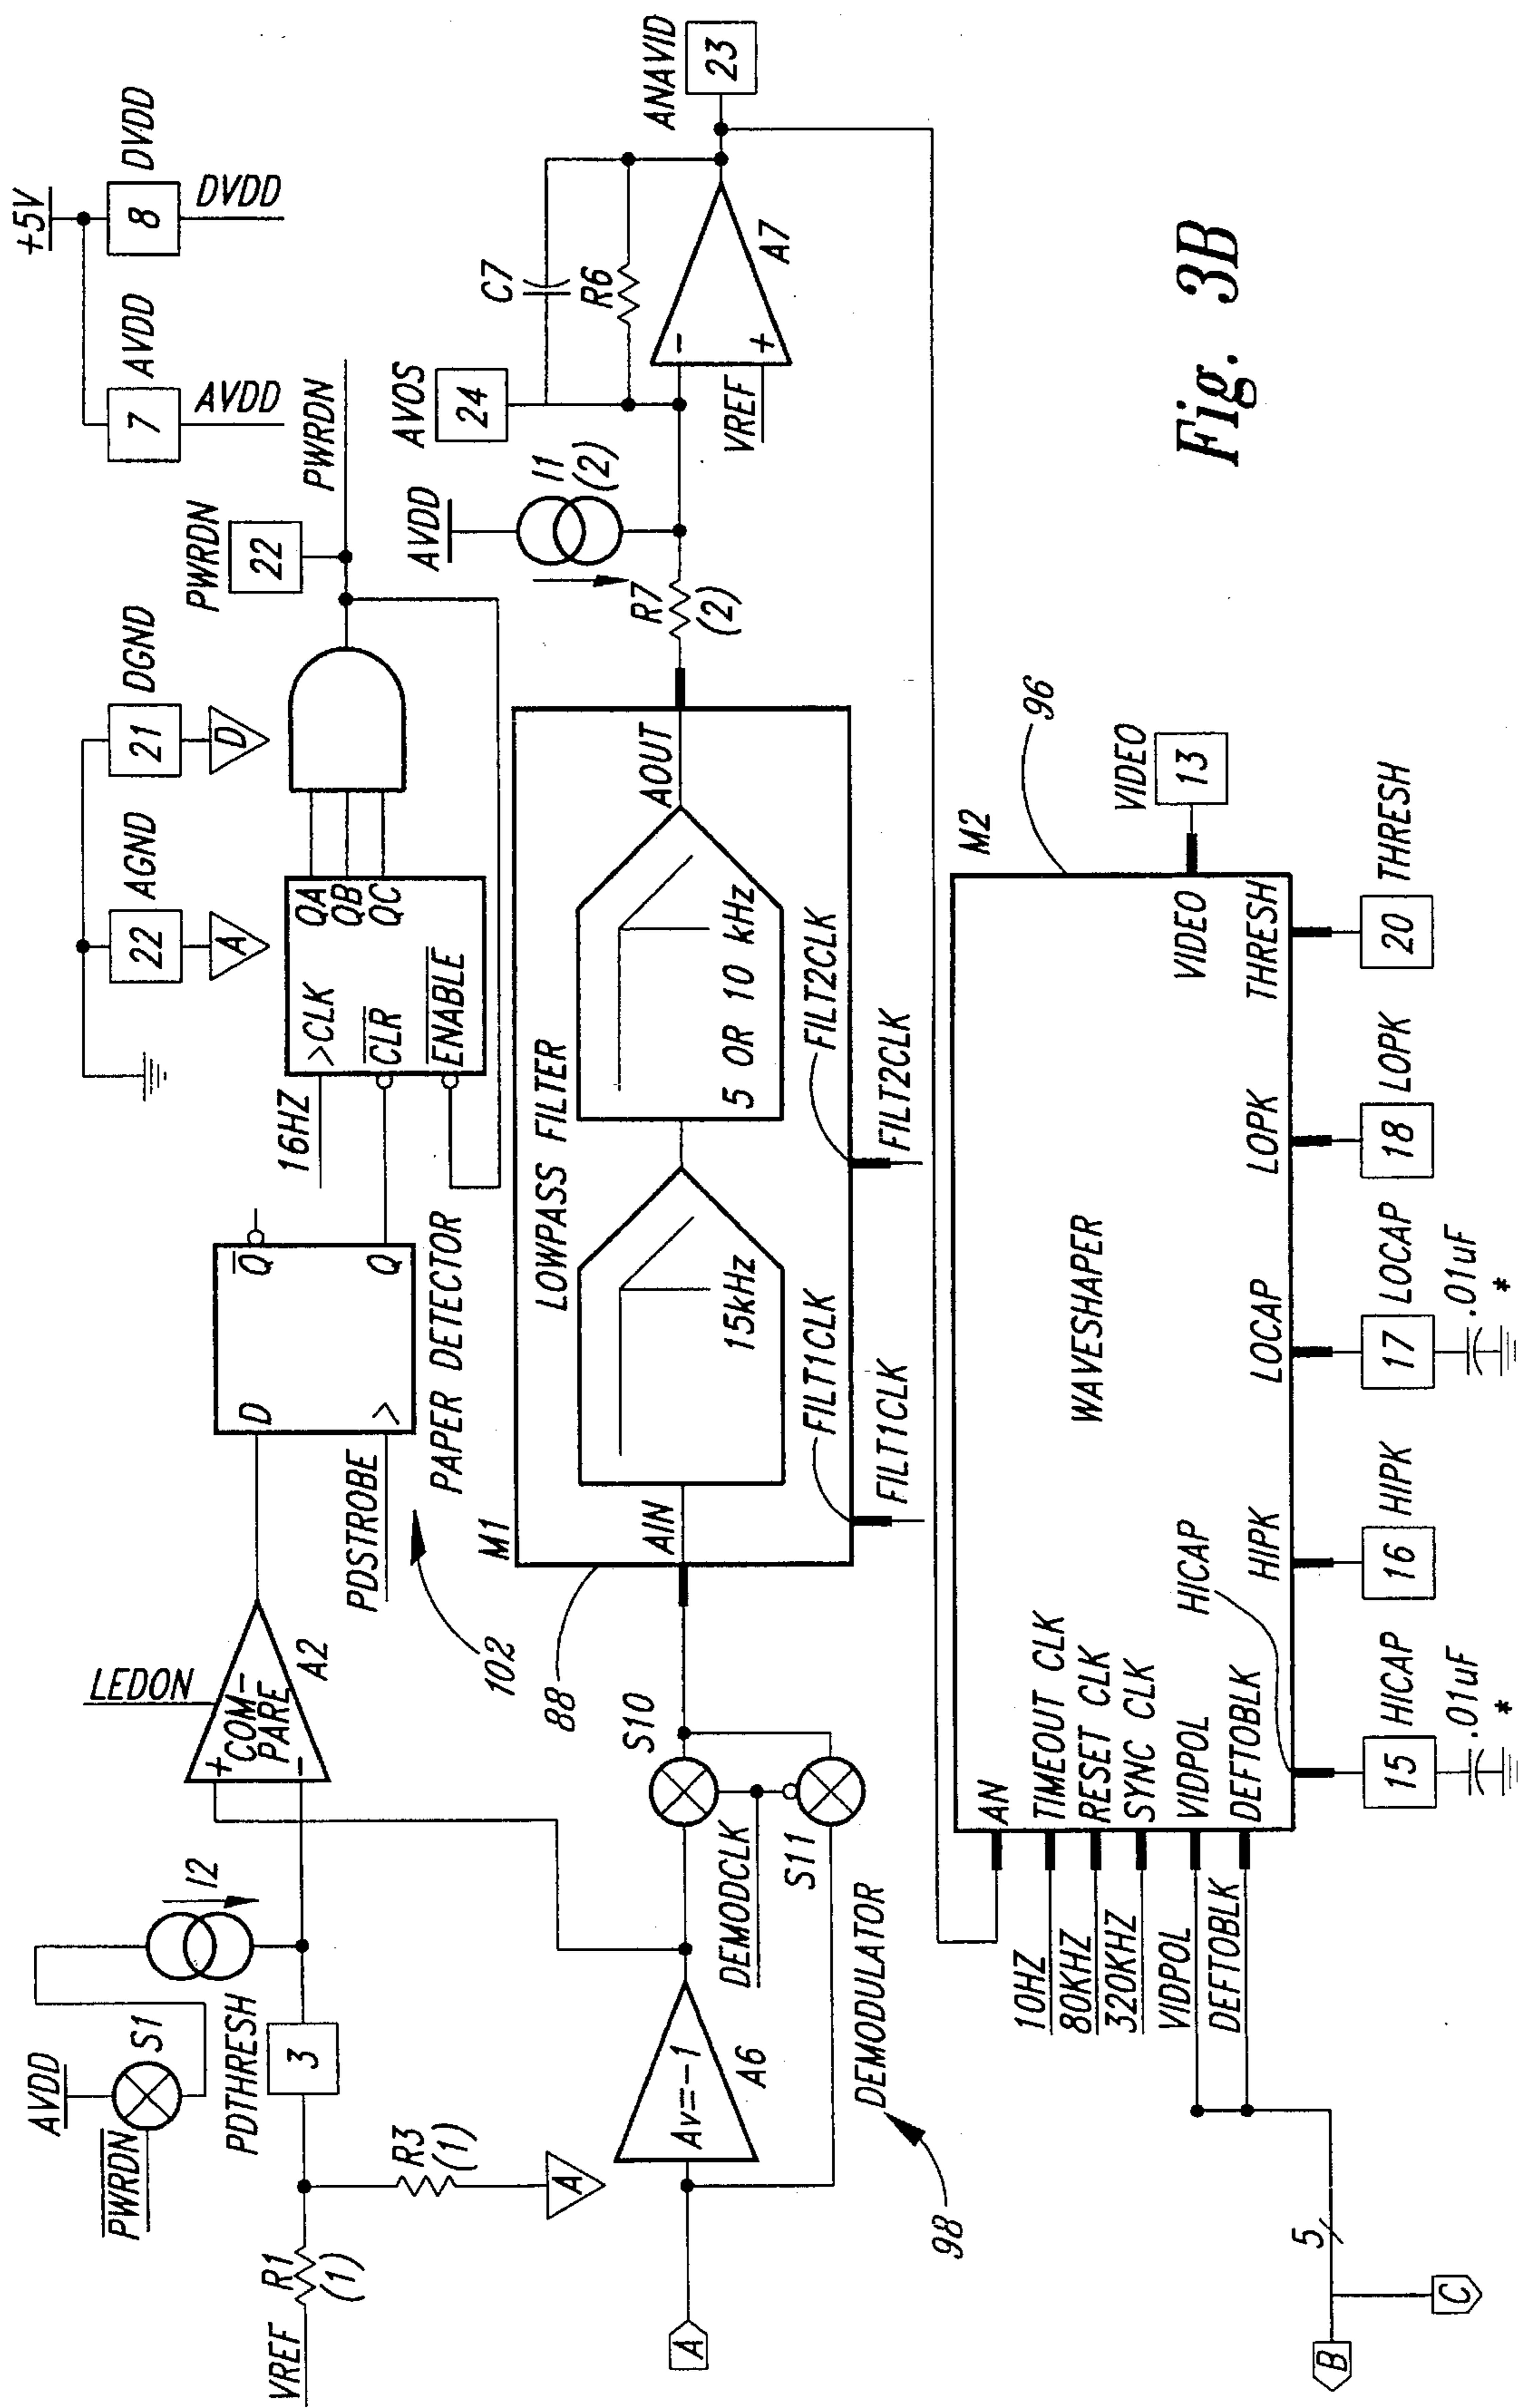 +5V
AVDD
7
AVDD
8
DVDD
DVDD
AGND
22
A
DGND
21
D
PWRDN
22
PWRDN
AVDD
S1
PWRDN
I2
VREF
R1
(1)
R3
(1)
A
PDTHRESH
3
LEDON
+
COM-
PARE
-
A2
PDSTROBE
D
Q
Q
>
102
PAPER DETECTOR
16HZ
>CLK
CLR
ENABLE
QA
QB
QC
A
Av=-1
A6
DEMODCLK
S10
S11
DEMODULATOR
98
88
M1
LOWPASS FILTER
AIN
15kHz
5 OR 10 kHz
AOUT
FILT1CLK
FILT2CLK
FILT1CLK
FILT2CLK
R7
(2)
AVDD
I1
(2)
AVOS
24
C7
R6
-
+
VREF
A7
ANAVID
23
10HZ
80KHZ
320KHZ
VIDPOL
DEFTOBLK
AN
TIMEOUT CLK
RESET CLK
SYNC CLK
VIDPOL
DEFTOBLK
WAVESHAPER
M2
96
VIDEO
VIDEO
13
HICAP
HIPK
LOCAP
LOPK
THRESH
15
HICAP
.01uF
*
16
HIPK
17
LOCAP
.01uF
*
18
LOPK
20
THRESH
B
5
C
Fig. 3B